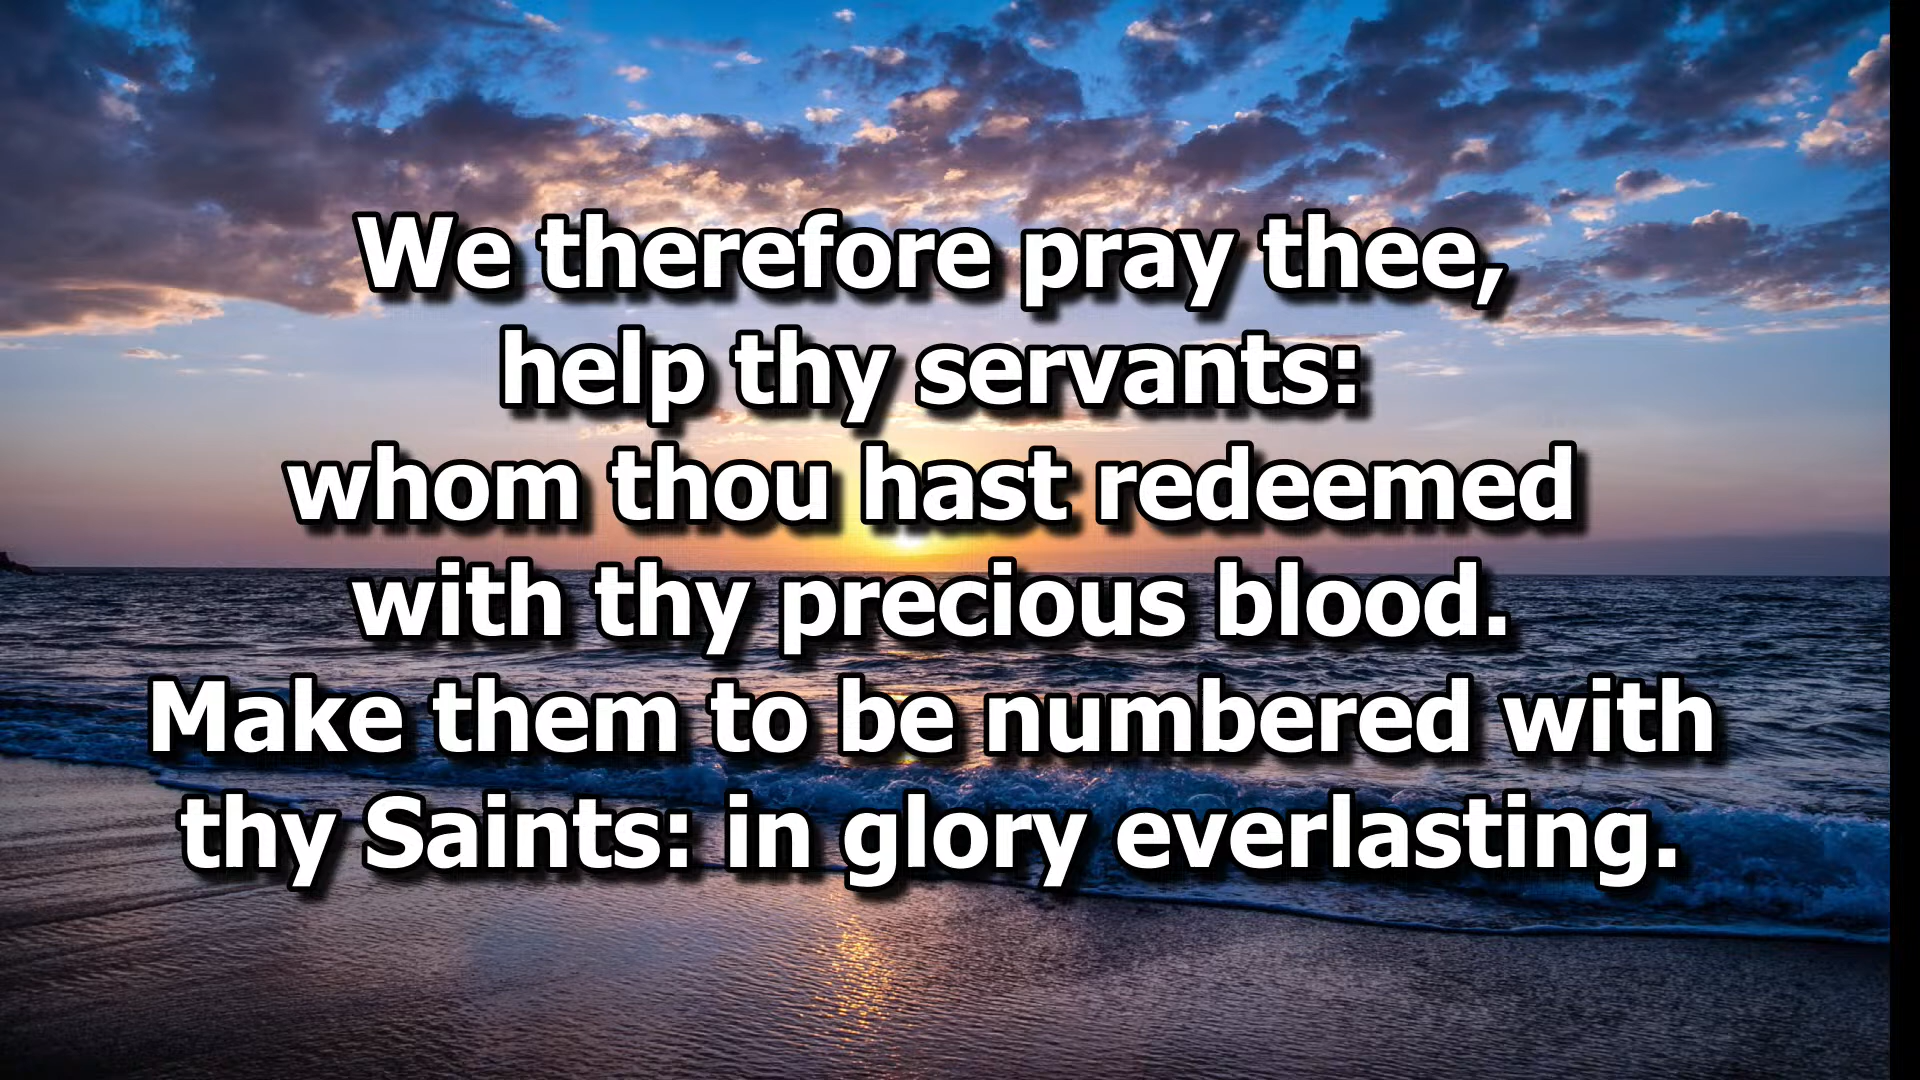 We therefore pray thee,
help thy servants:
whom thou hast redeemed
with thy precious blood.
Make them to be numbered with
thy Saints: in glory everlasting.